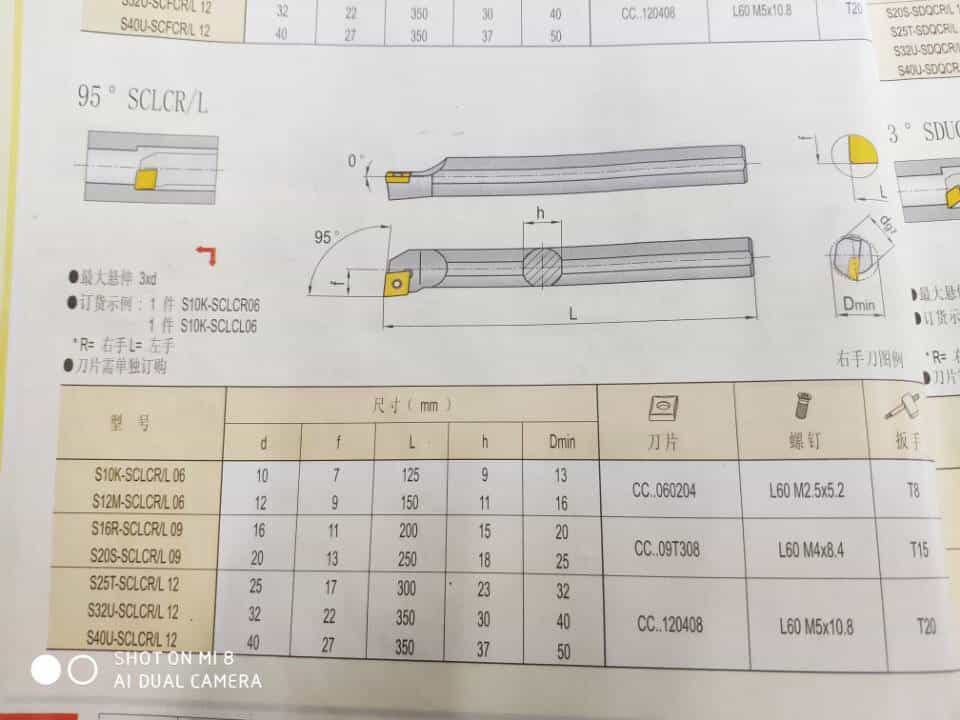 S32U-SCFCR/L 12 32 22 350 30 40 CC..120408 L60 M5x10.8 T20
S40U-SCFCR/L 12 40 27 350 37 50
S20S-SDQCR/L
S25T-SDQCR/L
S32U-SDQCR/L
S40U-SDQCR
95° SCLCR/L
3° SDUC
0°
f
L
h
95°
f
L
dg7
Dmin
●最大悬伸 3xd
●订货示例：1 件 S10K-SCLCR06
1 件 S10K-SCLCL06
*R= 右手 L= 左手
●刀片需单独订购
右手刀图例
最大悬伸
订货示
*R=
刀片
型 号 尺寸( mm ) 刀片 螺钉 扳手
d f L h Dmin
S10K-SCLCR/L 06 10 7 125 9 13 CC..060204 L60 M2.5x5.2 T8
S12M-SCLCR/L 06 12 9 150 11 16
S16R-SCLCR/L 09 16 11 200 15 20 CC..09T308 L60 M4x8.4 T15
S20S-SCLCR/L 09 20 13 250 18 25
S25T-SCLCR/L 12 25 17 300 23 32 CC..120408 L60 M5x10.8 T20
S32U-SCLCR/L 12 32 22 350 30 40
S40U-SCLCR/L 12 40 27 350 37 50
SHOT ON MI 8
AI DUAL CAMERA